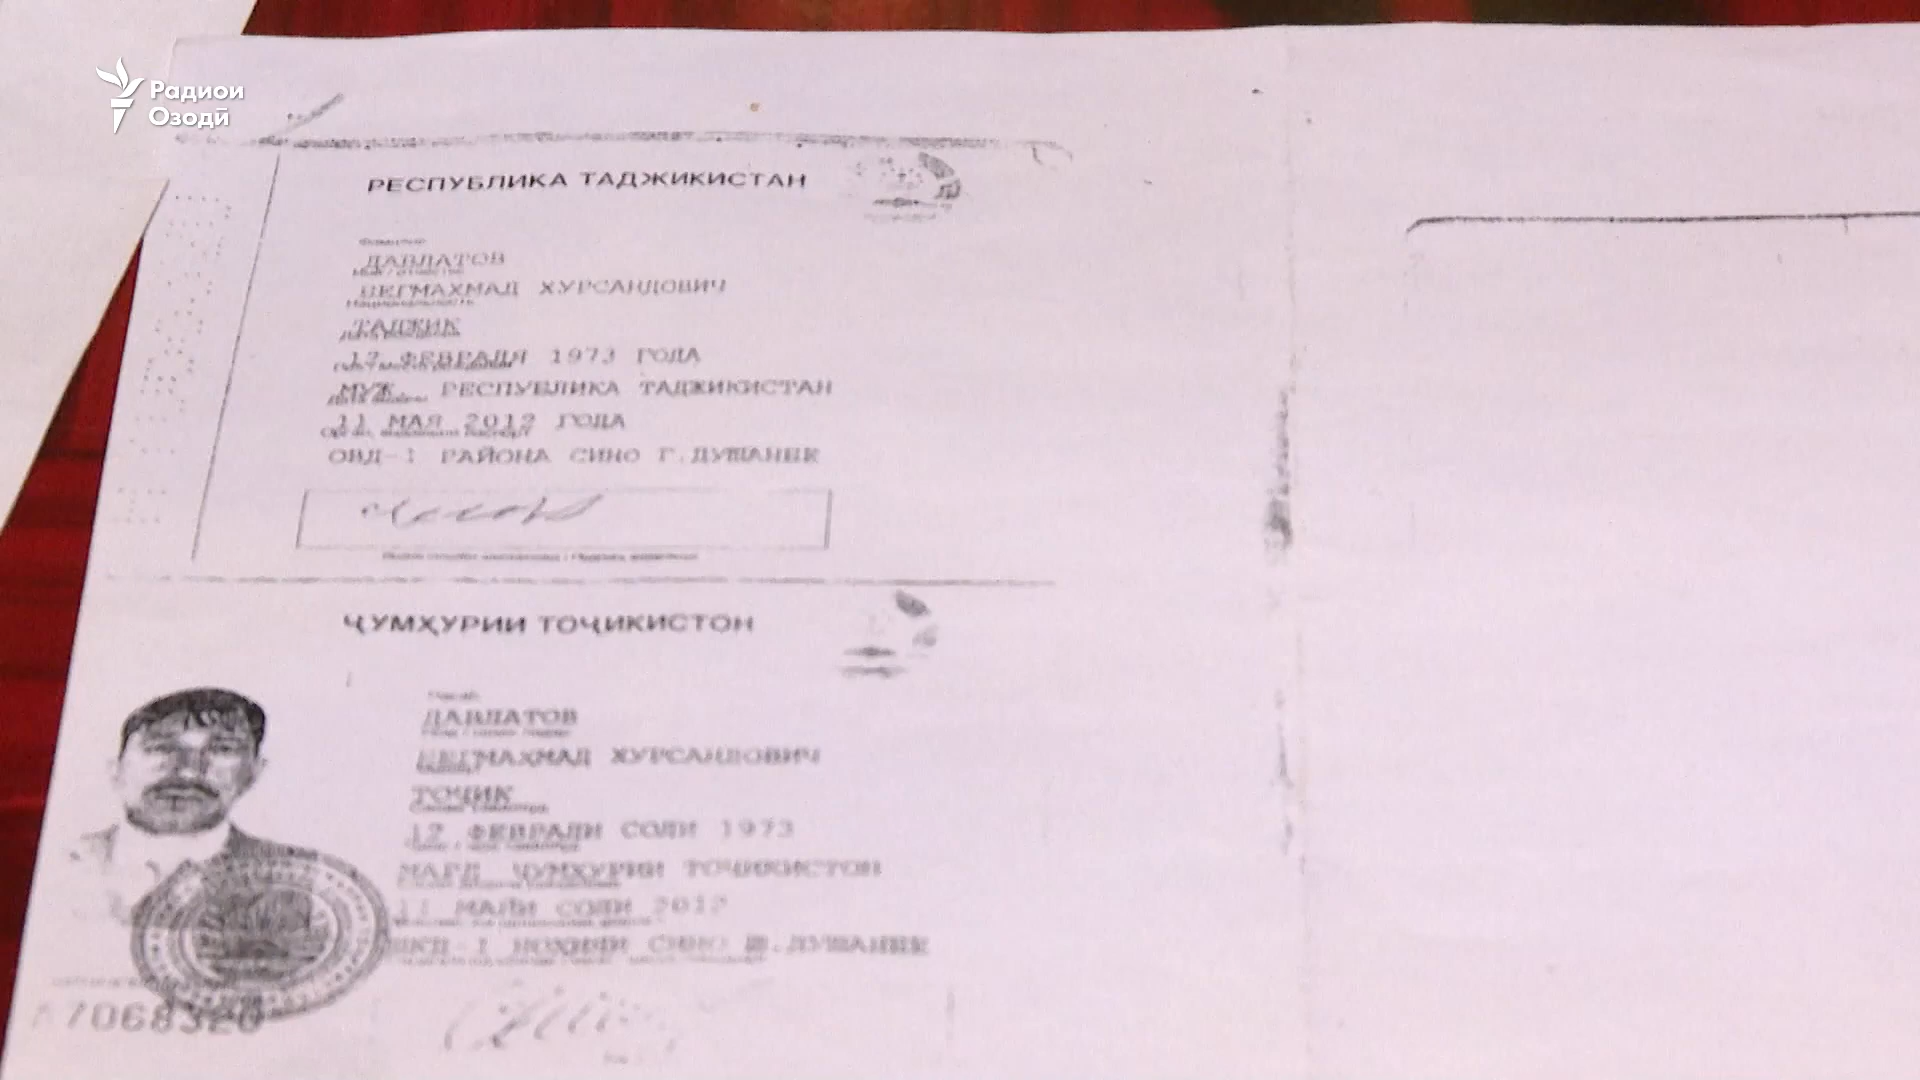 Радиои
Озодӣ
РЕСПУБЛИКА ТАДЖИКИСТАН
ДАВЛАТОВ
БЕГМАХМАД ХУРСАНДОВИЧ
Национальность
ТАДЖИК
12 ФЕВРАЛЯ 1973 ГОДА
МУЖ РЕСПУБЛИКА ТАДЖИКИСТАН
11 МАЯ 2012 ГОДА
ОВД-1 РАЙОНА СИНО Г.ДУШАНБЕ
ҶУМҲУРИИ ТОҶИКИСТОН
ДАВЛАТОВ
БЕГМАХМАД ХУРСАНДОВИЧ
ТОҶИК
12 ФЕВРАЛИ СОЛИ 1973
МАРД ҶУМҲУРИИ ТОҶИКИСТОН
11 МАЙИ СОЛИ 2012
ШКД-1 НОҲИЯИ СИНО Ш.ДУШАНБЕ
7068320